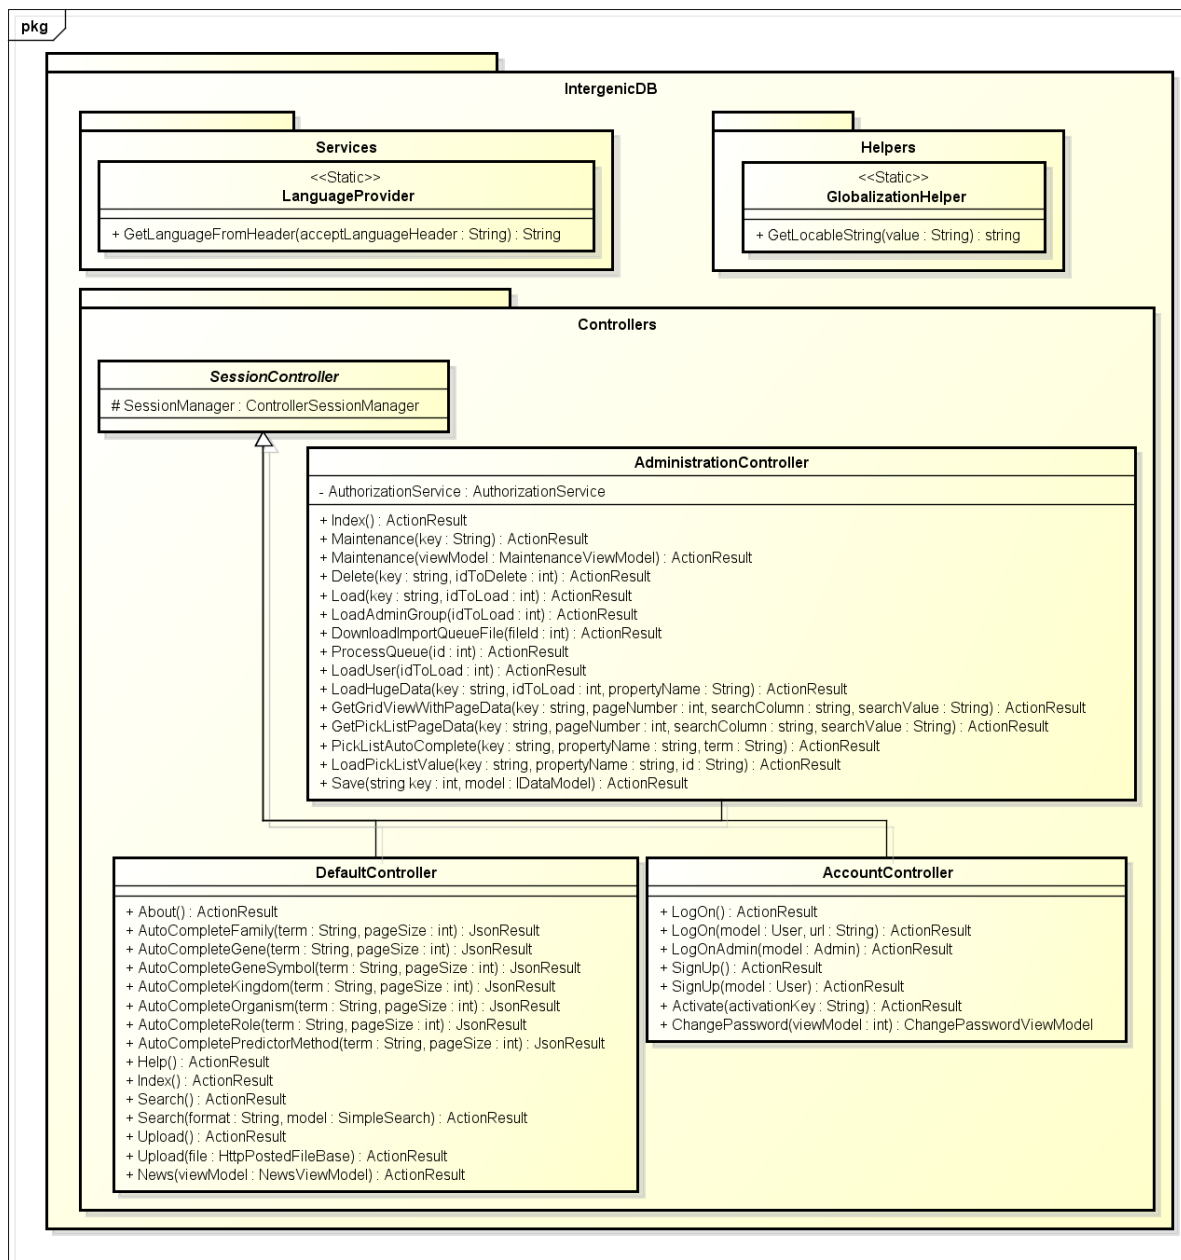 pkg
IntergenicDB
Services
<<Static>>
LanguageProvider
+ GetLanguageFromHeader(acceptLanguageHeader : String) : String
Helpers
<<Static>>
GlobalizationHelper
+ GetLocableString(value : String) : string
Controllers
SessionController
# SessionManager : ControllerSessionManager
AdministrationController
- AuthorizationService : AuthorizationService
+ Index() : ActionResult
+ Maintenance(key : String) : ActionResult
+ Maintenance(viewModel : MaintenanceViewModel) : ActionResult
+ Delete(key : string, idToDelete : int) : ActionResult
+ Load(key : string, idToLoad : int) : ActionResult
+ LoadAdminGroup(idToLoad : int) : ActionResult
+ DownloadImportQueueFile(fileId : int) : ActionResult
+ ProcessQueue(id : int) : ActionResult
+ LoadUser(idToLoad : int) : ActionResult
+ LoadHugeData(key : string, idToLoad : int, propertyName : String) : ActionResult
+ GetGridViewWithPageData(key : string, pageNumber : int, searchColumn : string, searchValue : String) : ActionResult
+ GetPickListPageData(key : string, pageNumber : int, searchColumn : string, searchValue : String) : ActionResult
+ PickListAutoComplete(key : string, propertyName : string, term : String) : ActionResult
+ LoadPickListValue(key : string, propertyName : string, id : String) : ActionResult
+ Save(string key : int, model : IDataModel) : ActionResult
DefaultController
+ About() : ActionResult
+ AutoCompleteFamily(term : String, pageSize : int) : JsonResult
+ AutoCompleteGene(term : String, pageSize : int) : JsonResult
+ AutoCompleteGeneSymbol(term : String, pageSize : int) : JsonResult
+ AutoCompleteKingdom(term : String, pageSize : int) : JsonResult
+ AutoCompleteOrganism(term : String, pageSize : int) : JsonResult
+ AutoCompleteRole(term : String, pageSize : int) : JsonResult
+ AutoCompletePredictorMethod(term : String, pageSize : int) : JsonResult
+ Help() : ActionResult
+ Index() : ActionResult
+ Search() : ActionResult
+ Search(format : String, model : SimpleSearch) : ActionResult
+ Upload() : ActionResult
+ Upload(file : HttpPostedFileBase) : ActionResult
+ News(viewModel : NewsViewModel) : ActionResult
AccountController
+ LogOn() : ActionResult
+ LogOn(model : User, url : String) : ActionResult
+ LogOnAdmin(model : Admin) : ActionResult
+ SignUp() : ActionResult
+ SignUp(model : User) : ActionResult
+ Activate(activationKey : String) : ActionResult
+ ChangePassword(viewModel : int) : ChangePasswordViewModel